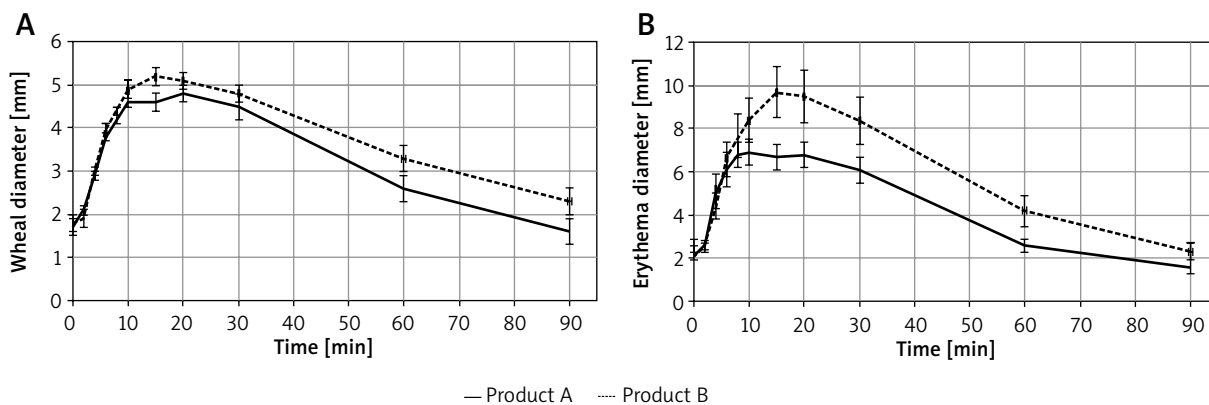 A
Wheal diameter [mm]
6
5
4
3
2
1
0
0 10 20 30 40 50 60 70 80 90
Time [min]
B
Erythema diameter [mm]
12
10
8
6
4
2
0
0 10 20 30 40 50 60 70 80 90
Time [min]
Product A Product B